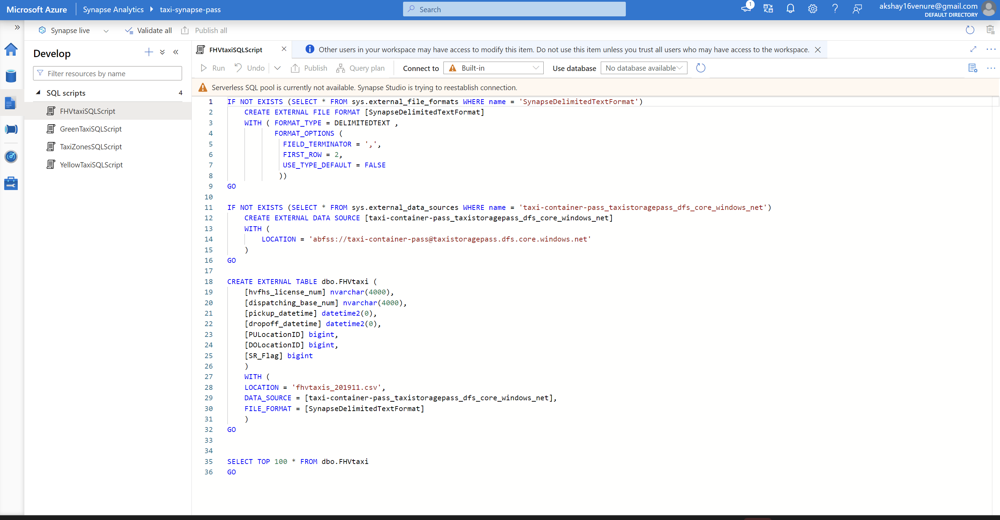 Microsoft Azure
Synapse Analytics
taxi-synapse-pass
Search
1
akshay16venure@gmail.com
DEFAULT DIRECTORY
Synapse live
Validate all
Publish all
Develop
Filter resources by name
SQL scripts 4
FHVtaxiSQLScript
GreenTaxiSQLScript
TaxiZonesSQLScript
YellowTaxiSQLScript
FHVtaxiSQLScript
Other users in your workspace may have access to modify this item. Do not use this item unless you trust all users who may have access to the workspace.
Run Undo Publish Query plan Connect to Built-in Use database No database available
Serverless SQL pool is currently not available. Synapse Studio is trying to reestablish connection.
1 IF NOT EXISTS (SELECT * FROM sys.external_file_formats WHERE name = 'SynapseDelimitedTextFormat')
2 CREATE EXTERNAL FILE FORMAT [SynapseDelimitedTextFormat]
3 WITH ( FORMAT_TYPE = DELIMITEDTEXT ,
4 FORMAT_OPTIONS (
5 FIELD_TERMINATOR = ',',
6 FIRST_ROW = 2,
7 USE_TYPE_DEFAULT = FALSE
8 ))
9 GO
10
11 IF NOT EXISTS (SELECT * FROM sys.external_data_sources WHERE name = 'taxi-container-pass_taxistoragepass_dfs_core_windows_net')
12 CREATE EXTERNAL DATA SOURCE [taxi-container-pass_taxistoragepass_dfs_core_windows_net]
13 WITH (
14 LOCATION = 'abfss://taxi-container-pass@taxistoragepass.dfs.core.windows.net'
15 )
16 GO
17
18 CREATE EXTERNAL TABLE dbo.FHVtaxi (
19 [hvfhs_license_num] nvarchar(4000),
20 [dispatching_base_num] nvarchar(4000),
21 [pickup_datetime] datetime2(0),
22 [dropoff_datetime] datetime2(0),
23 [PULocationID] bigint,
24 [DOLocationID] bigint,
25 [SR_Flag] bigint
26 )
27 WITH (
28 LOCATION = 'fhvtaxis_201911.csv',
29 DATA_SOURCE = [taxi-container-pass_taxistoragepass_dfs_core_windows_net],
30 FILE_FORMAT = [SynapseDelimitedTextFormat]
31 )
32 GO
33
34
35 SELECT TOP 100 * FROM dbo.FHVtaxi
36 GO